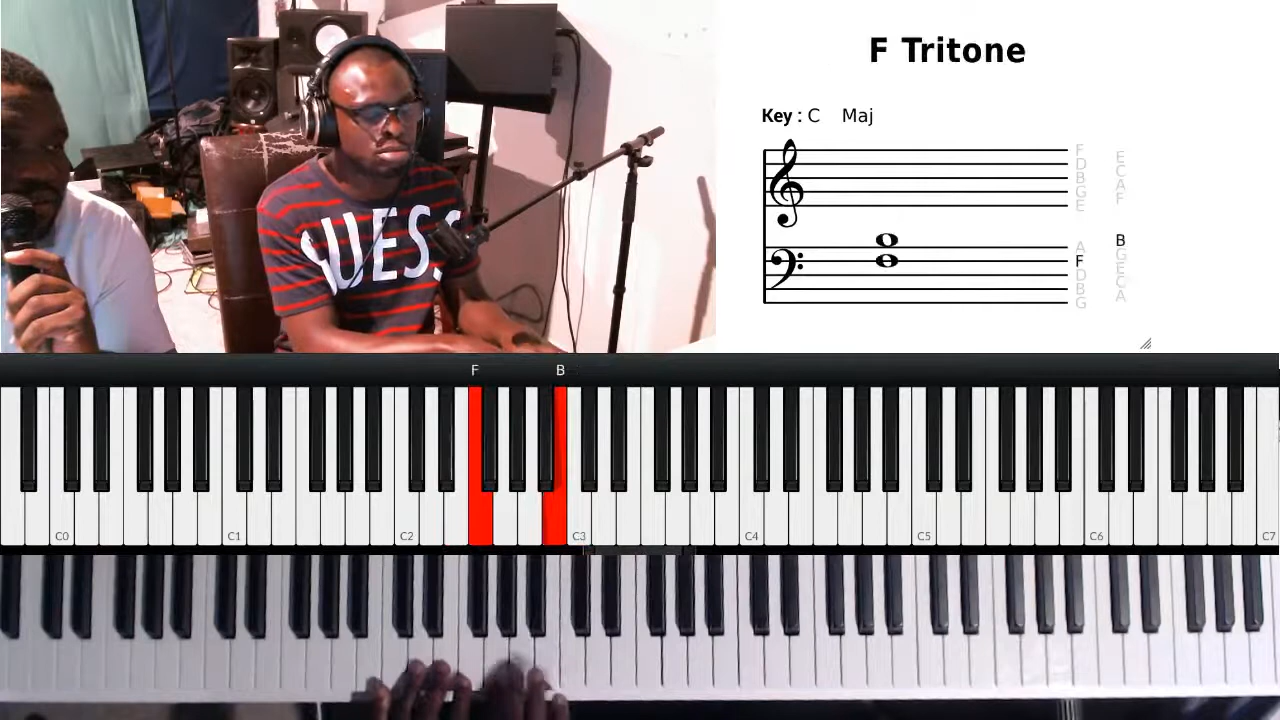 F Tritone
Key : C Maj
F
D
B
G
E
E
C
A
F
A
F
D
B
G
B
G
E
C
A
GUESS
F B
C0 C1 C2 C3 C4 C5 C6 C7